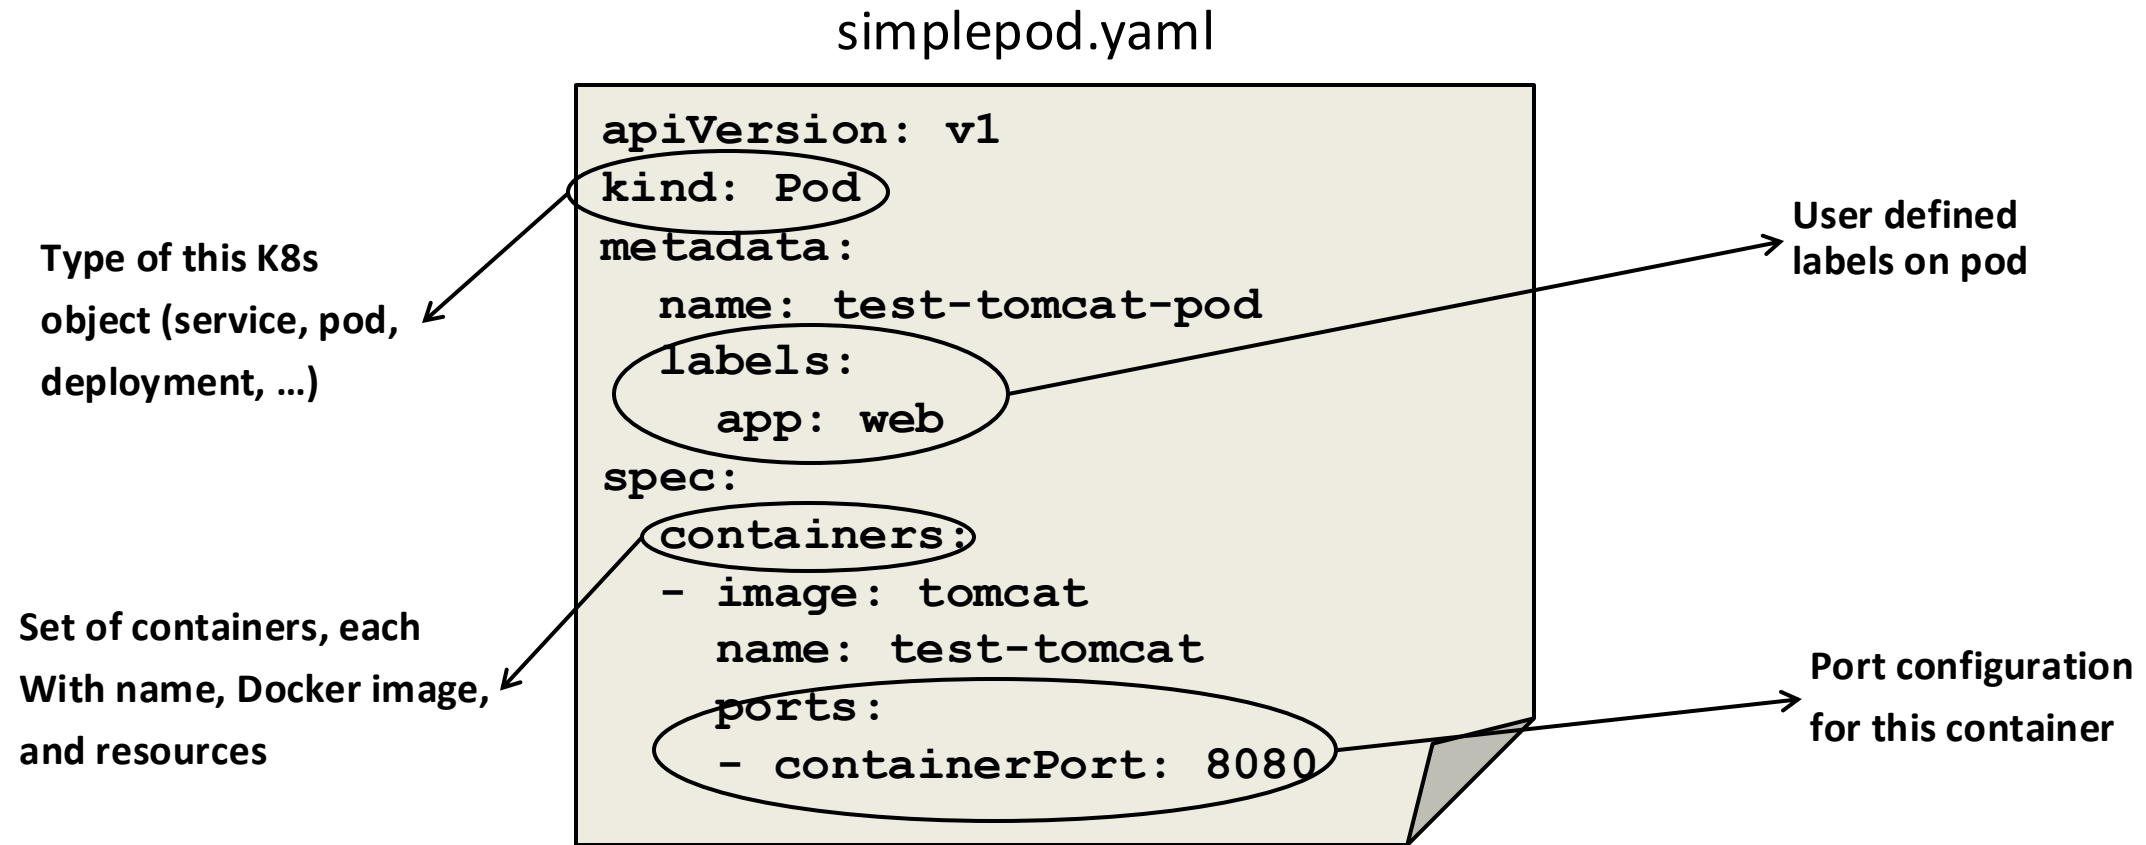 simplepod.yaml
apiVersion: v1
kind: Pod
metadata:
  name: test-tomcat-pod
  labels:
    app: web
spec:
  containers:
  - image: tomcat
    name: test-tomcat
    ports:
    - containerPort: 8080
Type of this K8s
object (service, pod,
deployment, …)
Set of containers, each
With name, Docker image,
and resources
User defined
labels on pod
Port configuration
for this container